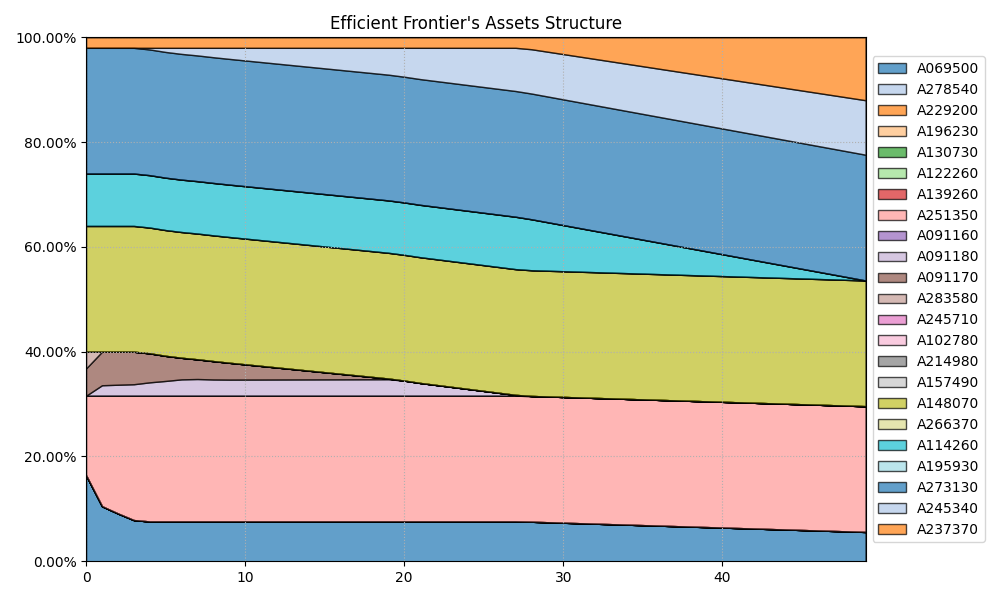 Efficient Frontier's Assets Structure
100.00%
80.00%
60.00%
40.00%
20.00%
0.00%
0
10
20
30
40
A069500
A278540
A229200
A196230
A130730
A122260
A139260
A251350
A091160
A091180
A091170
A283580
A245710
A102780
A214980
A157490
A148070
A266370
A114260
A195930
A273130
A245340
A237370